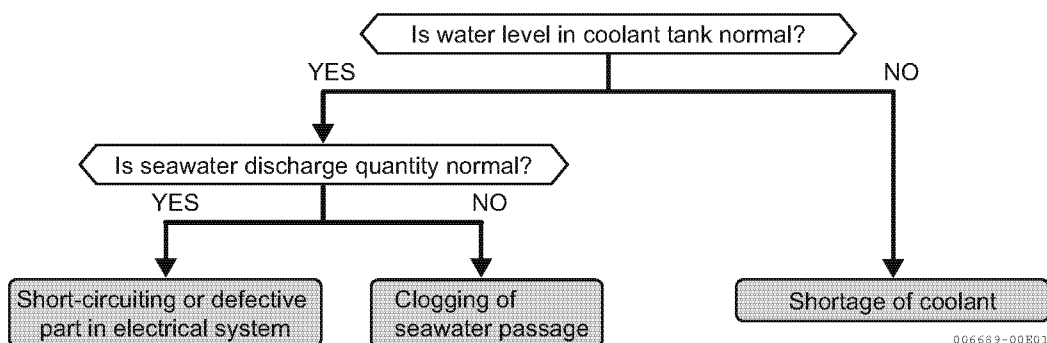 Is water level in coolant tank normal?
YES
NO
Is seawater discharge quantity normal?
YES
NO
Short-circuiting or defective
part in electrical system
Clogging of
seawater passage
Shortage of coolant
006689-00E01